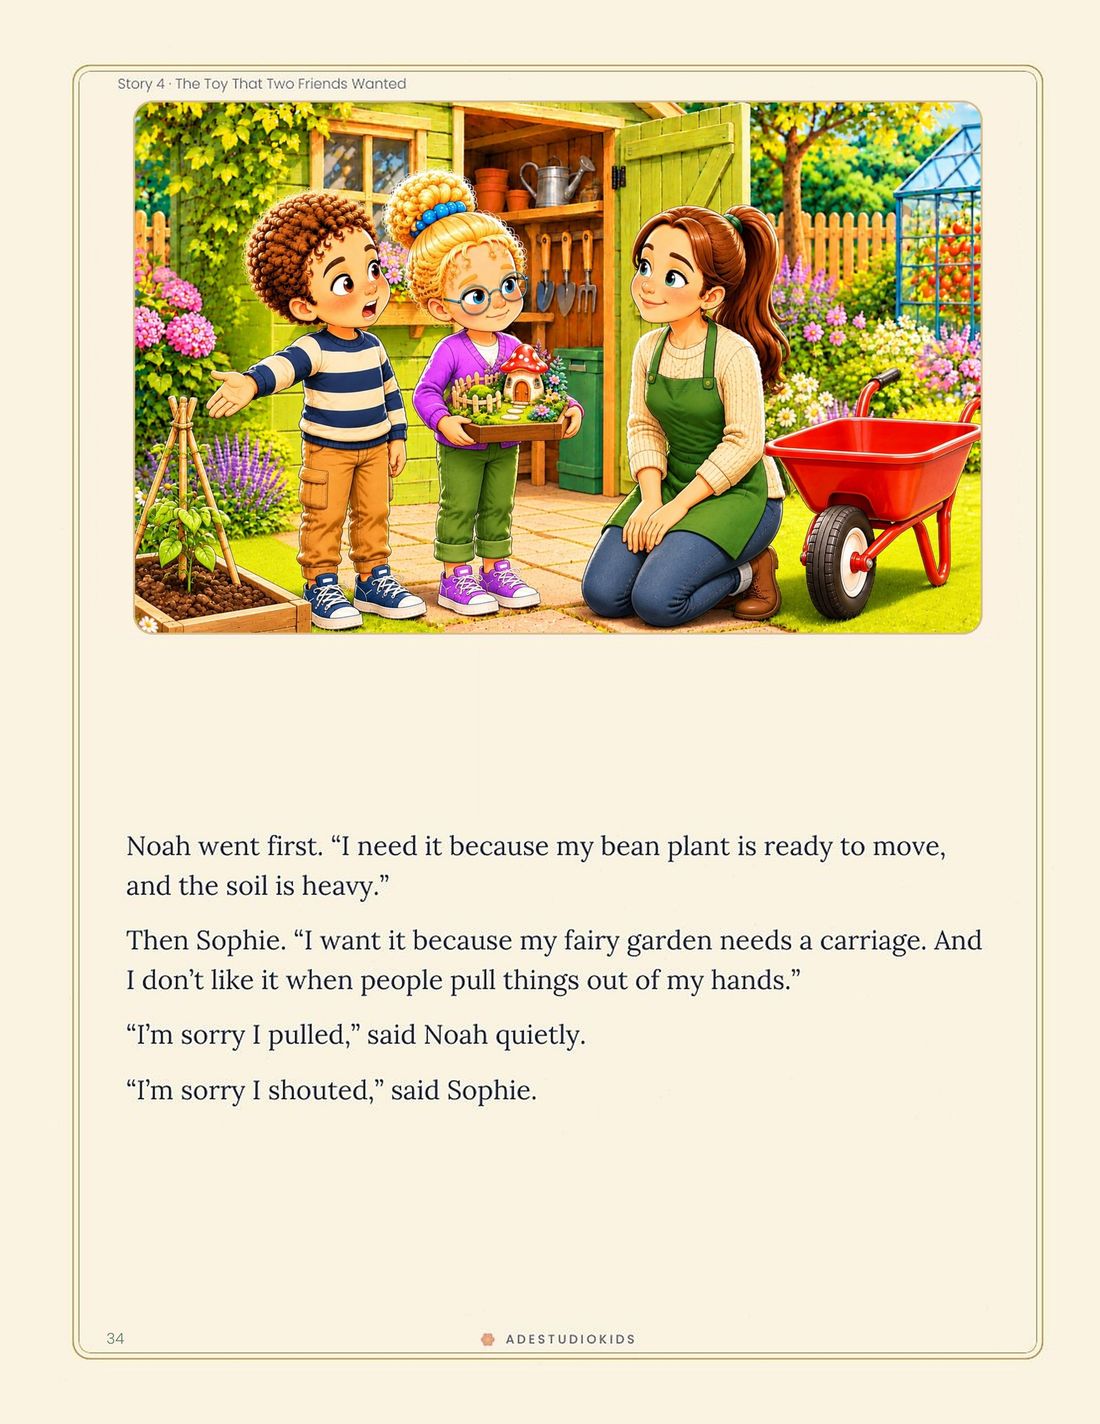 Story 4 · The Toy That Two Friends Wanted
Noah went first. “I need it because my bean plant is ready to move,
and the soil is heavy.”
Then Sophie. “I want it because my fairy garden needs a carriage. And
I don’t like it when people pull things out of my hands.”
“I’m sorry I pulled,” said Noah quietly.
“I’m sorry I shouted,” said Sophie.
34
ADESTUDIOKIDS